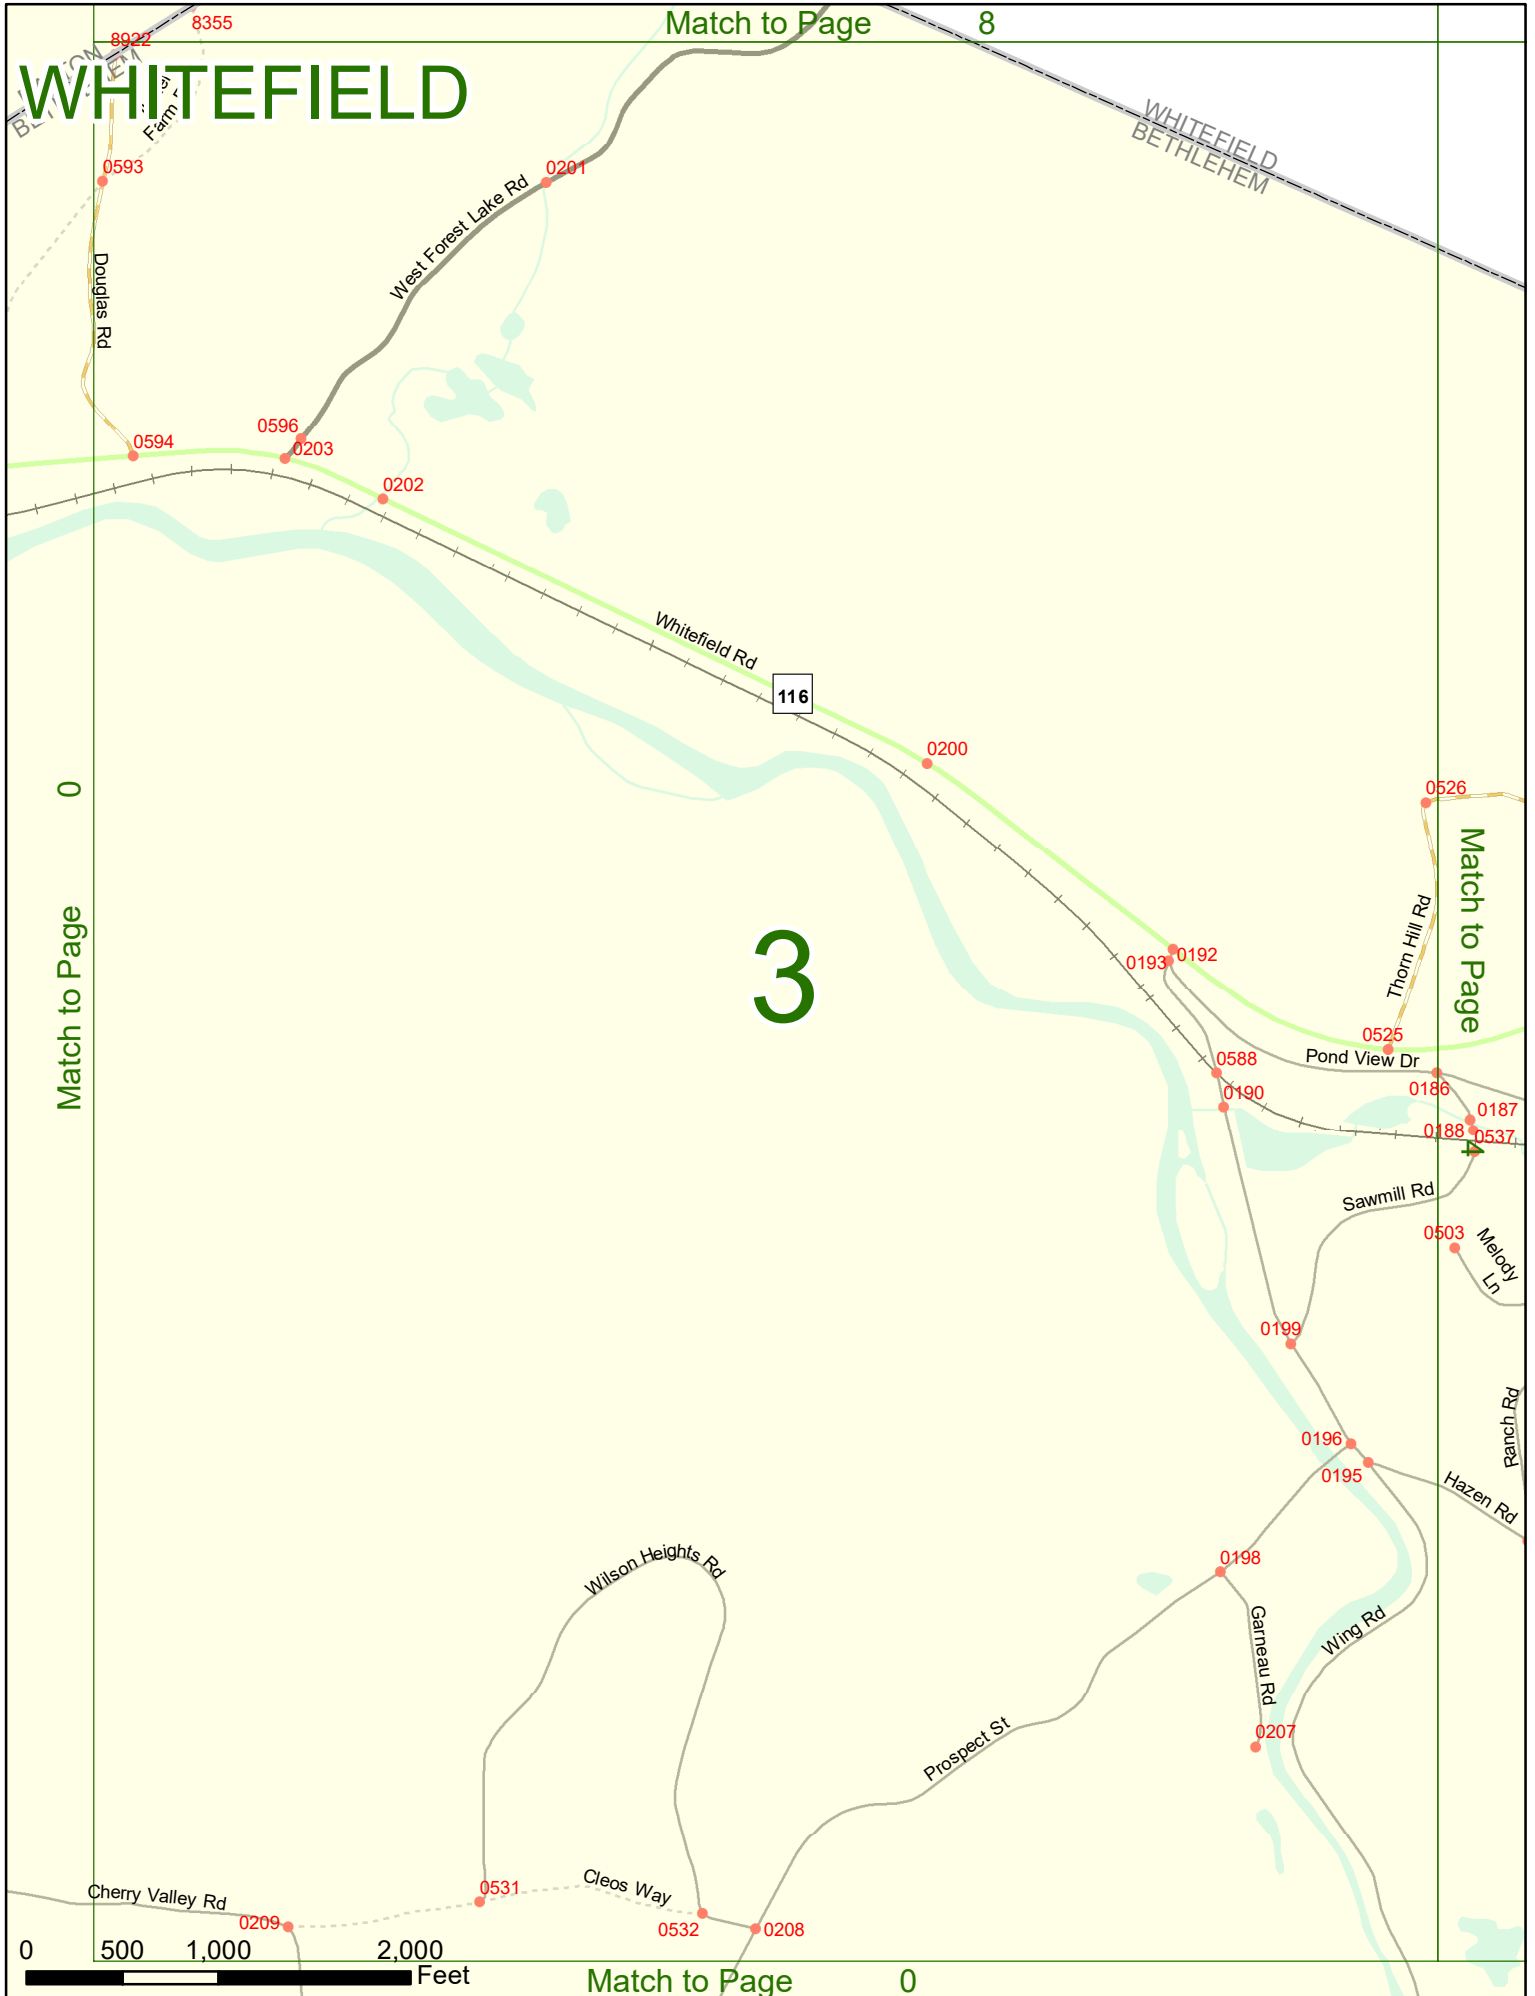 Match to Page 8
8355
8922
BETHLEHEM
WHITEFIELD
Farm
WHITEFIELD
BETHLEHEM
0593
0201
West Forest Lake Rd
Douglas Rd
0596
0594
0203
0202
Whitefield Rd
116
0200
0526
Match to Page 0
Match to Page 4
3
Thorn Hill Rd
0193
0192
0525
Pond View Dr
0588
0186
0190
0187
0188
0537
Sawmill Rd
0503
Melody
Ln
0199
Ranch Rd
0196
0195
Hazen Rd
0198
Wilson Heights Rd
Garneau Rd
Wing Rd
0207
Prospect St
Cherry Valley Rd
0531
Cleos Way
0209
0532
0208
0 500 1,000 2,000
Feet
Match to Page 0